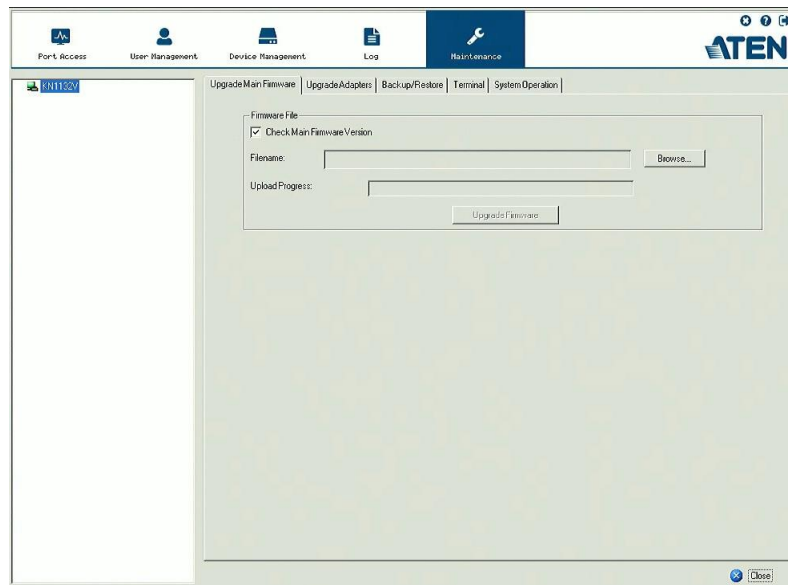 Port Access
User Management
Device Management
Log
Maintenance
ATEN
KN1132V
Upgrade Main Firmware
Upgrade Adapters
Backup/Restore
Terminal
System Operation
Firmware File
Check Main Firmware Version
Filename:
Browse...
Upload Progress:
Upgrade Firmware
Close